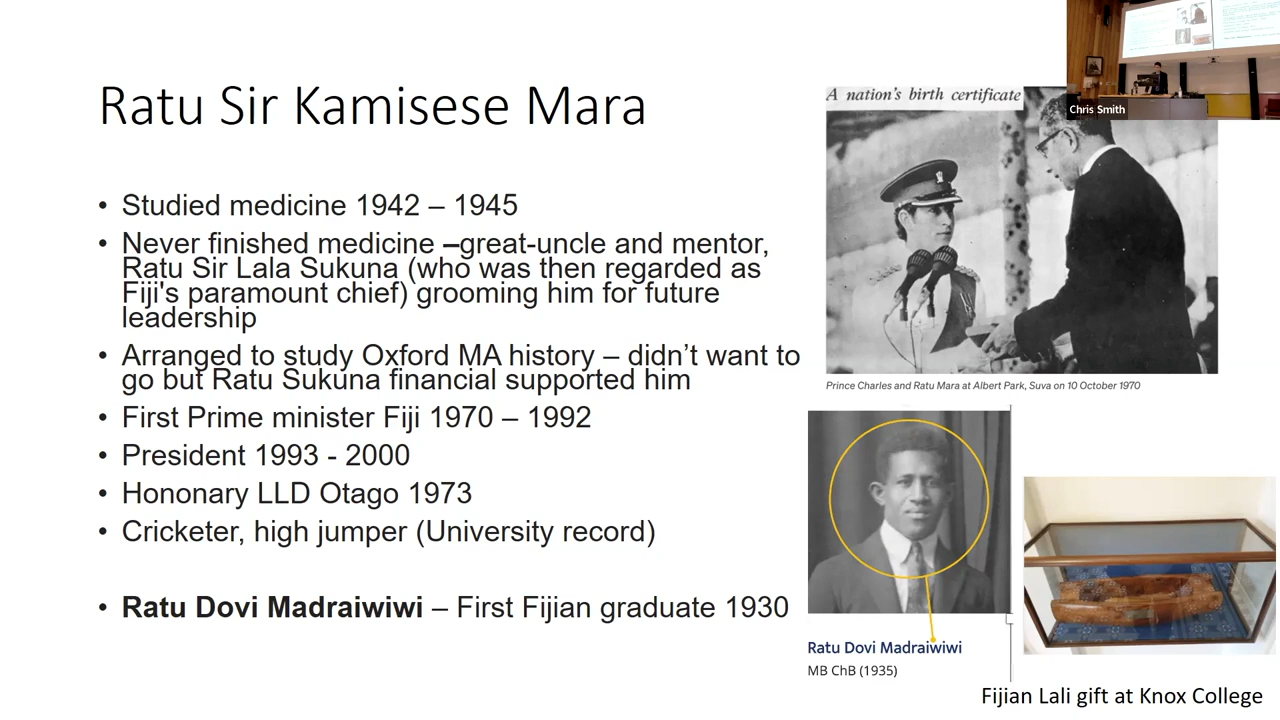 Ratu Sir Kamisese Mara
• Studied medicine 1942 – 1945
• Never finished medicine –great-uncle and mentor,
Ratu Sir Lala Sukuna (who was then regarded as
Fiji's paramount chief) grooming him for future
leadership
• Arranged to study Oxford MA history – didn’t want to
go but Ratu Sukuna financial supported him
• First Prime minister Fiji 1970 – 1992
• President 1993 - 2000
• Hononary LLD Otago 1973
• Cricketer, high jumper (University record)
• Ratu Dovi Madraiwiwi – First Fijian graduate 1930
A nation's birth certificate
Chris Smith
Prince Charles and Ratu Mara at Albert Park, Suva on 10 October 1970
Ratu Dovi Madraiwiwi
MB ChB (1935)
Fijian Lali gift at Knox College